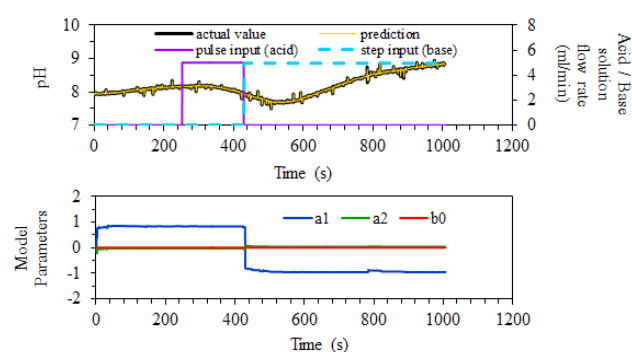 10
9
8
7
pH
actual value
prediction
pulse input (acid)
step input (base)
8
6
4
2
0
Acid / Base
solution
flow rate
(ml/min)
0 200 400 600 800 1000 1200
Time (s)
2
1
0
-1
-2
Model
Parameters
a1 a2 b0
0 200 400 600 800 1000 1200
Time (s)